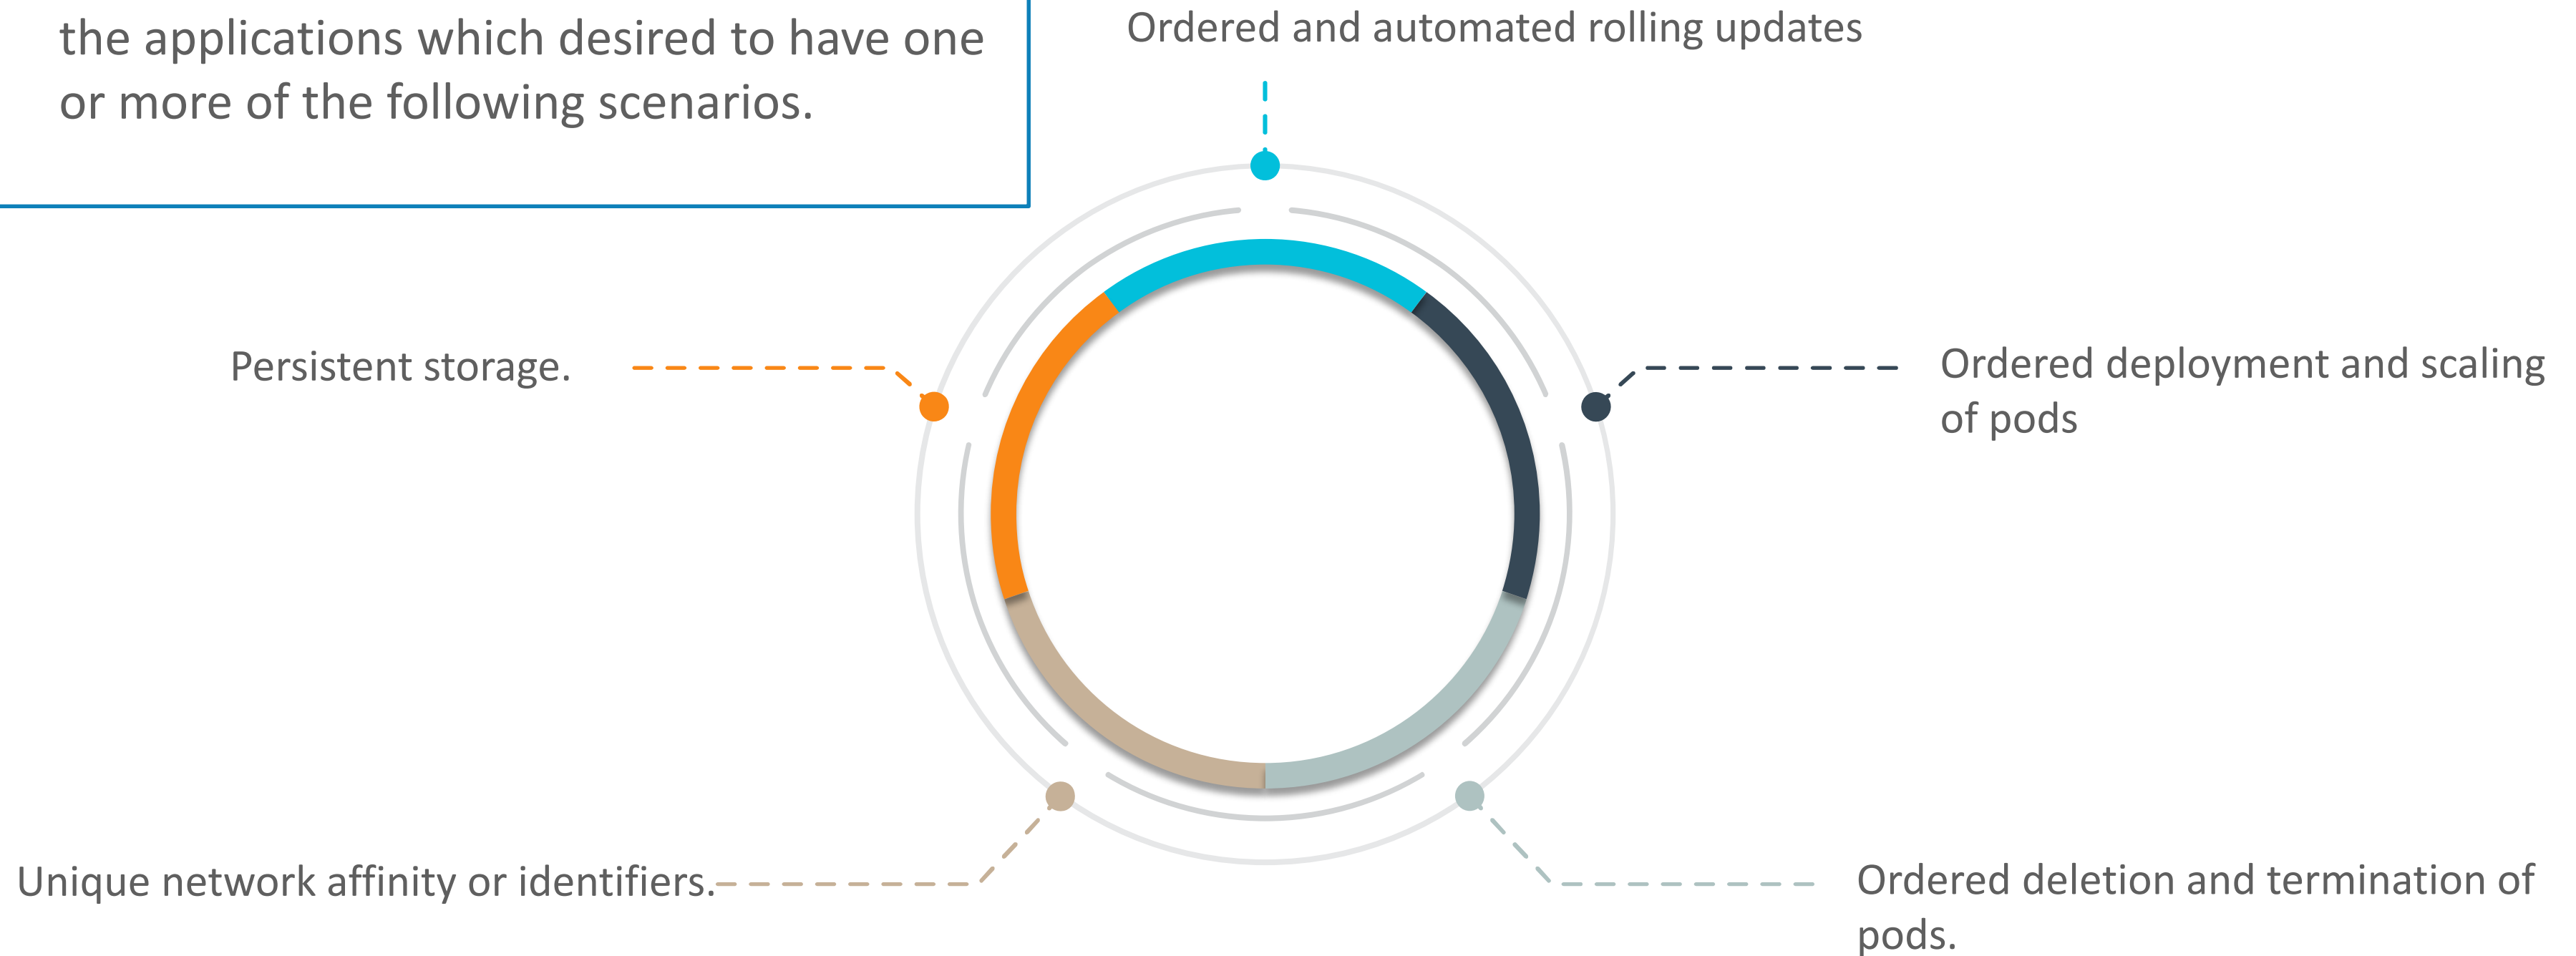 the applications which desired to have one
or more of the following scenarios.
Ordered and automated rolling updates
Persistent storage.
Ordered deployment and scaling
of pods
Unique network affinity or identifiers.
Ordered deletion and termination of
pods.